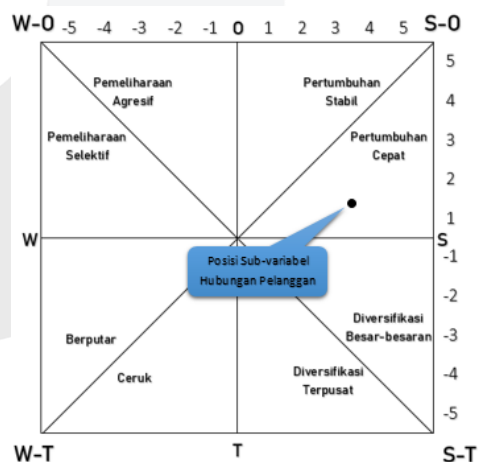 W-O -5 -4 -3 -2 -1 O 1 2 3 4 5 S-O
5
Pemeliharaan
Agresif
Pertumbuhan
Stabil
4
Pemeliharaan
Selektif
Pertumbuhan
Cepat
3
2
1
W
S
-1
Posisi Sub-variabel
Hubungan Pelanggan
-2
Diversifikasi
Besar-besaran
-3
Berputar
Ceruk
Diversifikasi
Terpusat
-4
-5
W-T
T
S-T